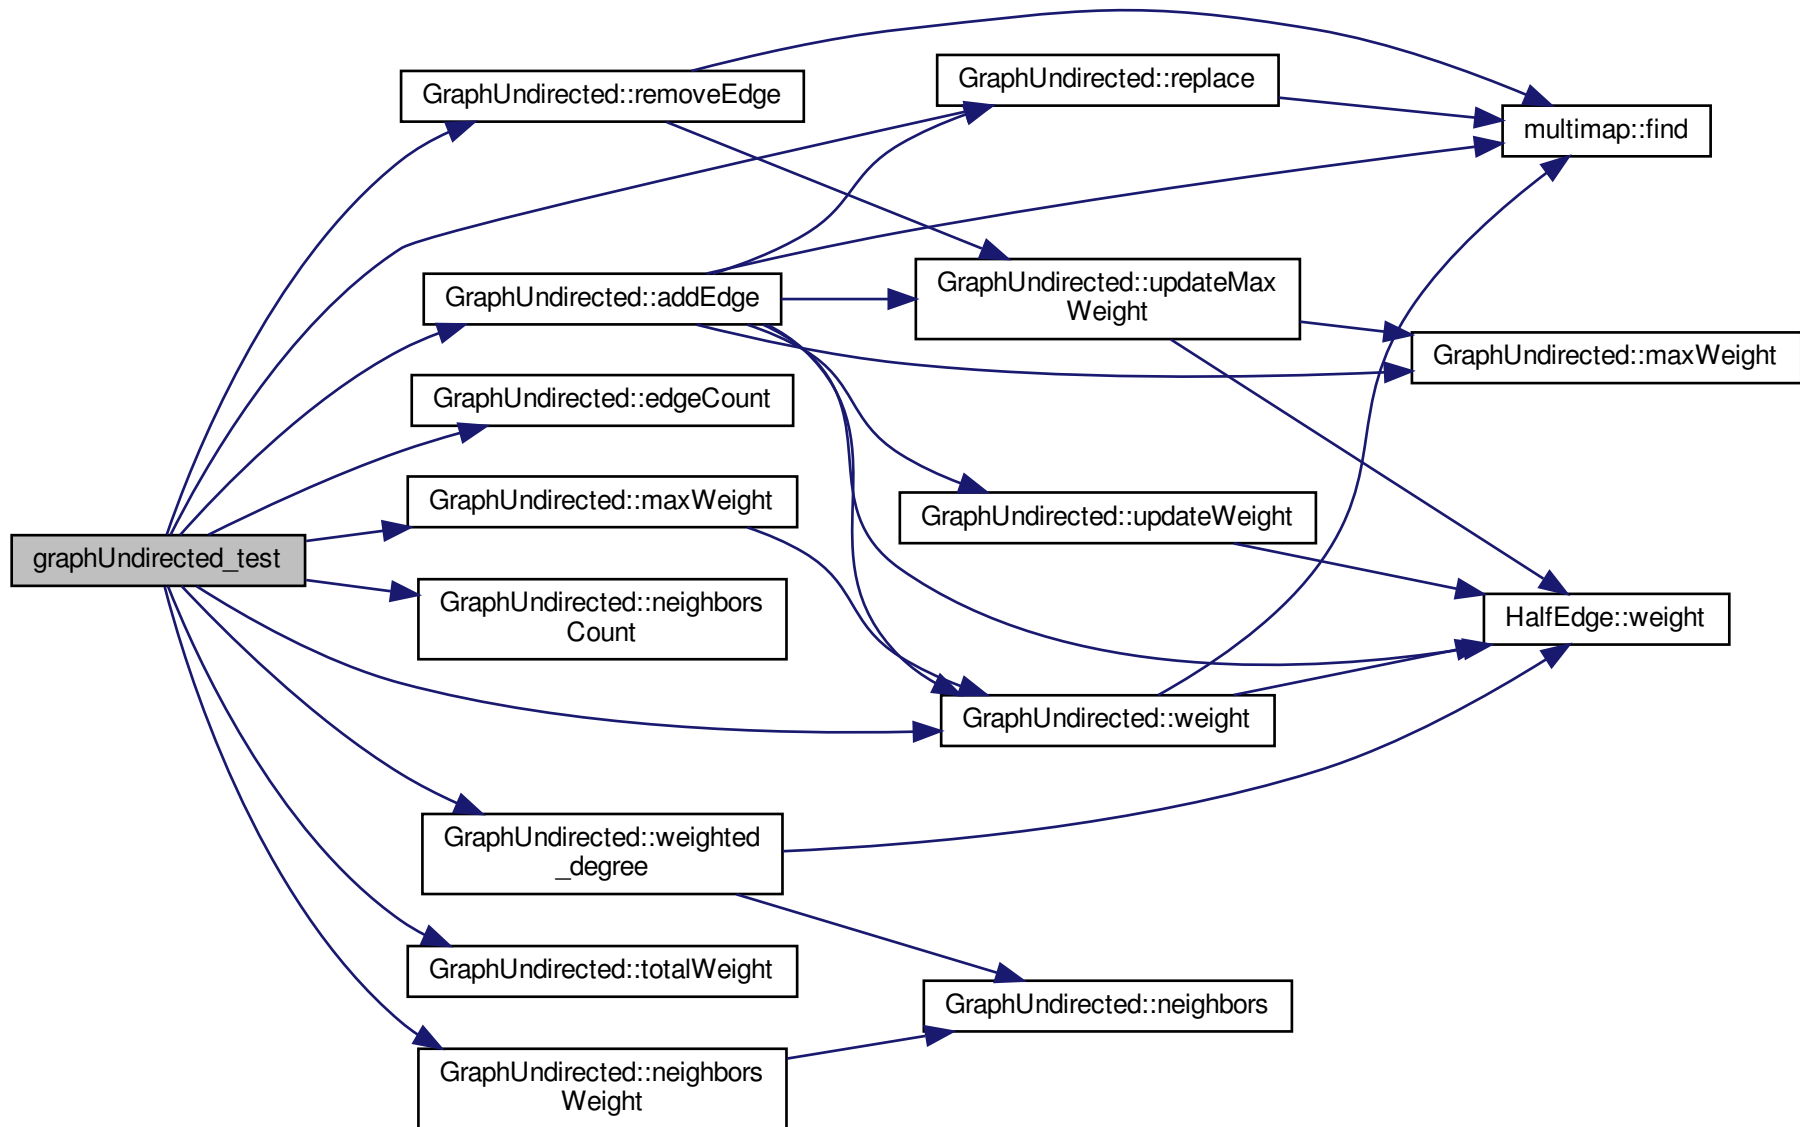 graphUndirected_test
GraphUndirected::removeEdge
GraphUndirected::addEdge
GraphUndirected::edgeCount
GraphUndirected::maxWeight
GraphUndirected::neighbors
Count
GraphUndirected::weighted
_degree
GraphUndirected::totalWeight
GraphUndirected::neighbors
Weight
GraphUndirected::replace
GraphUndirected::updateMax
Weight
GraphUndirected::updateWeight
GraphUndirected::weight
GraphUndirected::neighbors
multimap::find
GraphUndirected::maxWeight
HalfEdge::weight